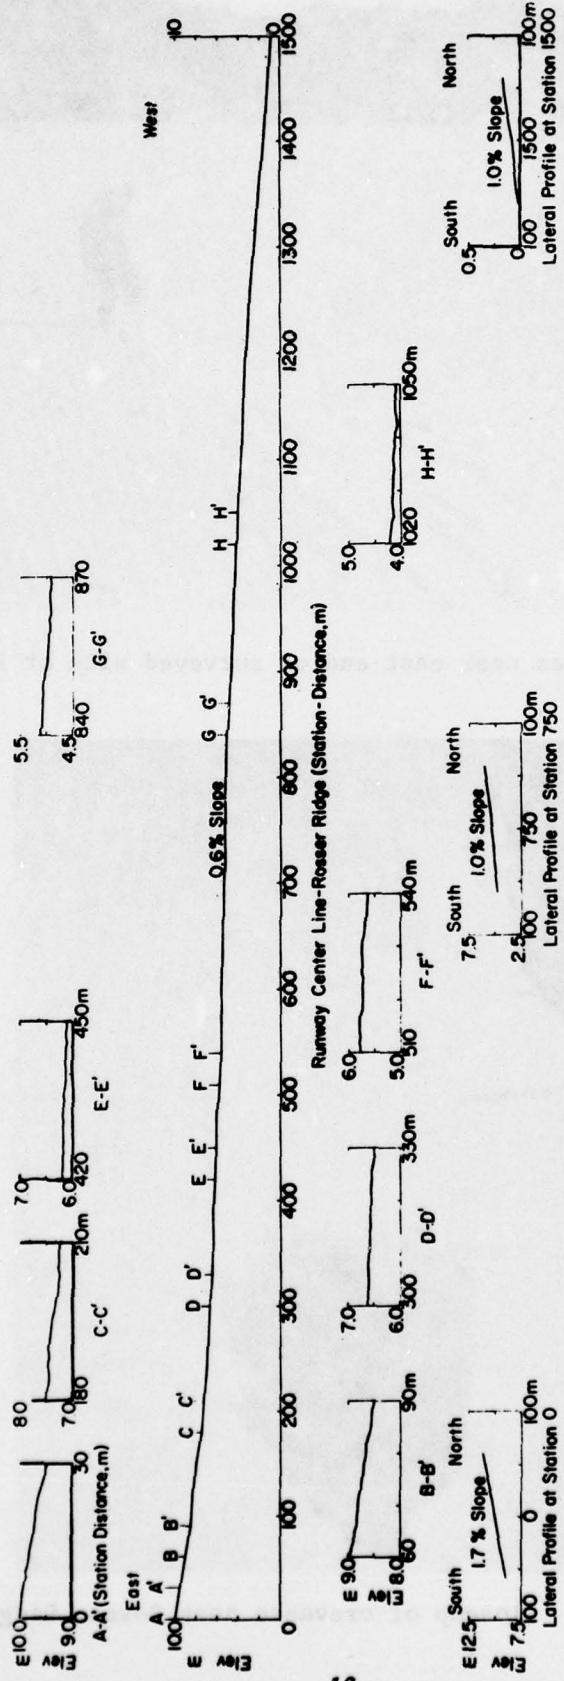 Elev m
10.0
9.0
0
30
A-A' (Station Distance, m)
8.0
7.0
180
210m
C-C'
7.0
6.0
420
450m
E-E'
5.5
4.5
840
870
G-G'
East
West
Elev m
10.0
0
10
0
A A' B B' C C' D D' E E' F F' G G' H H'
0.6% Slope
100 200 300 400 500 600 700 800 900 1000 1100 1200 1300 1400 1500
Runway Center Line-Rosser Ridge (Station-Distance, m)
Elev m
9.0
8.0
60
90m
B-B'
7.0
6.0
300
330m
D-D'
6.0
5.0
510
540m
F-F'
5.0
4.0
1020
1050m
H-H'
Elev m
12.5
7.5
South
North
1.7 % Slope
100 0 100m
Lateral Profile at Station 0
7.5
2.5
South
North
1.0% Slope
100 750 100m
Lateral Profile at Station 750
0.5
0
South
North
1.0% Slope
100 1500 100m
Lateral Profile at Station 1500